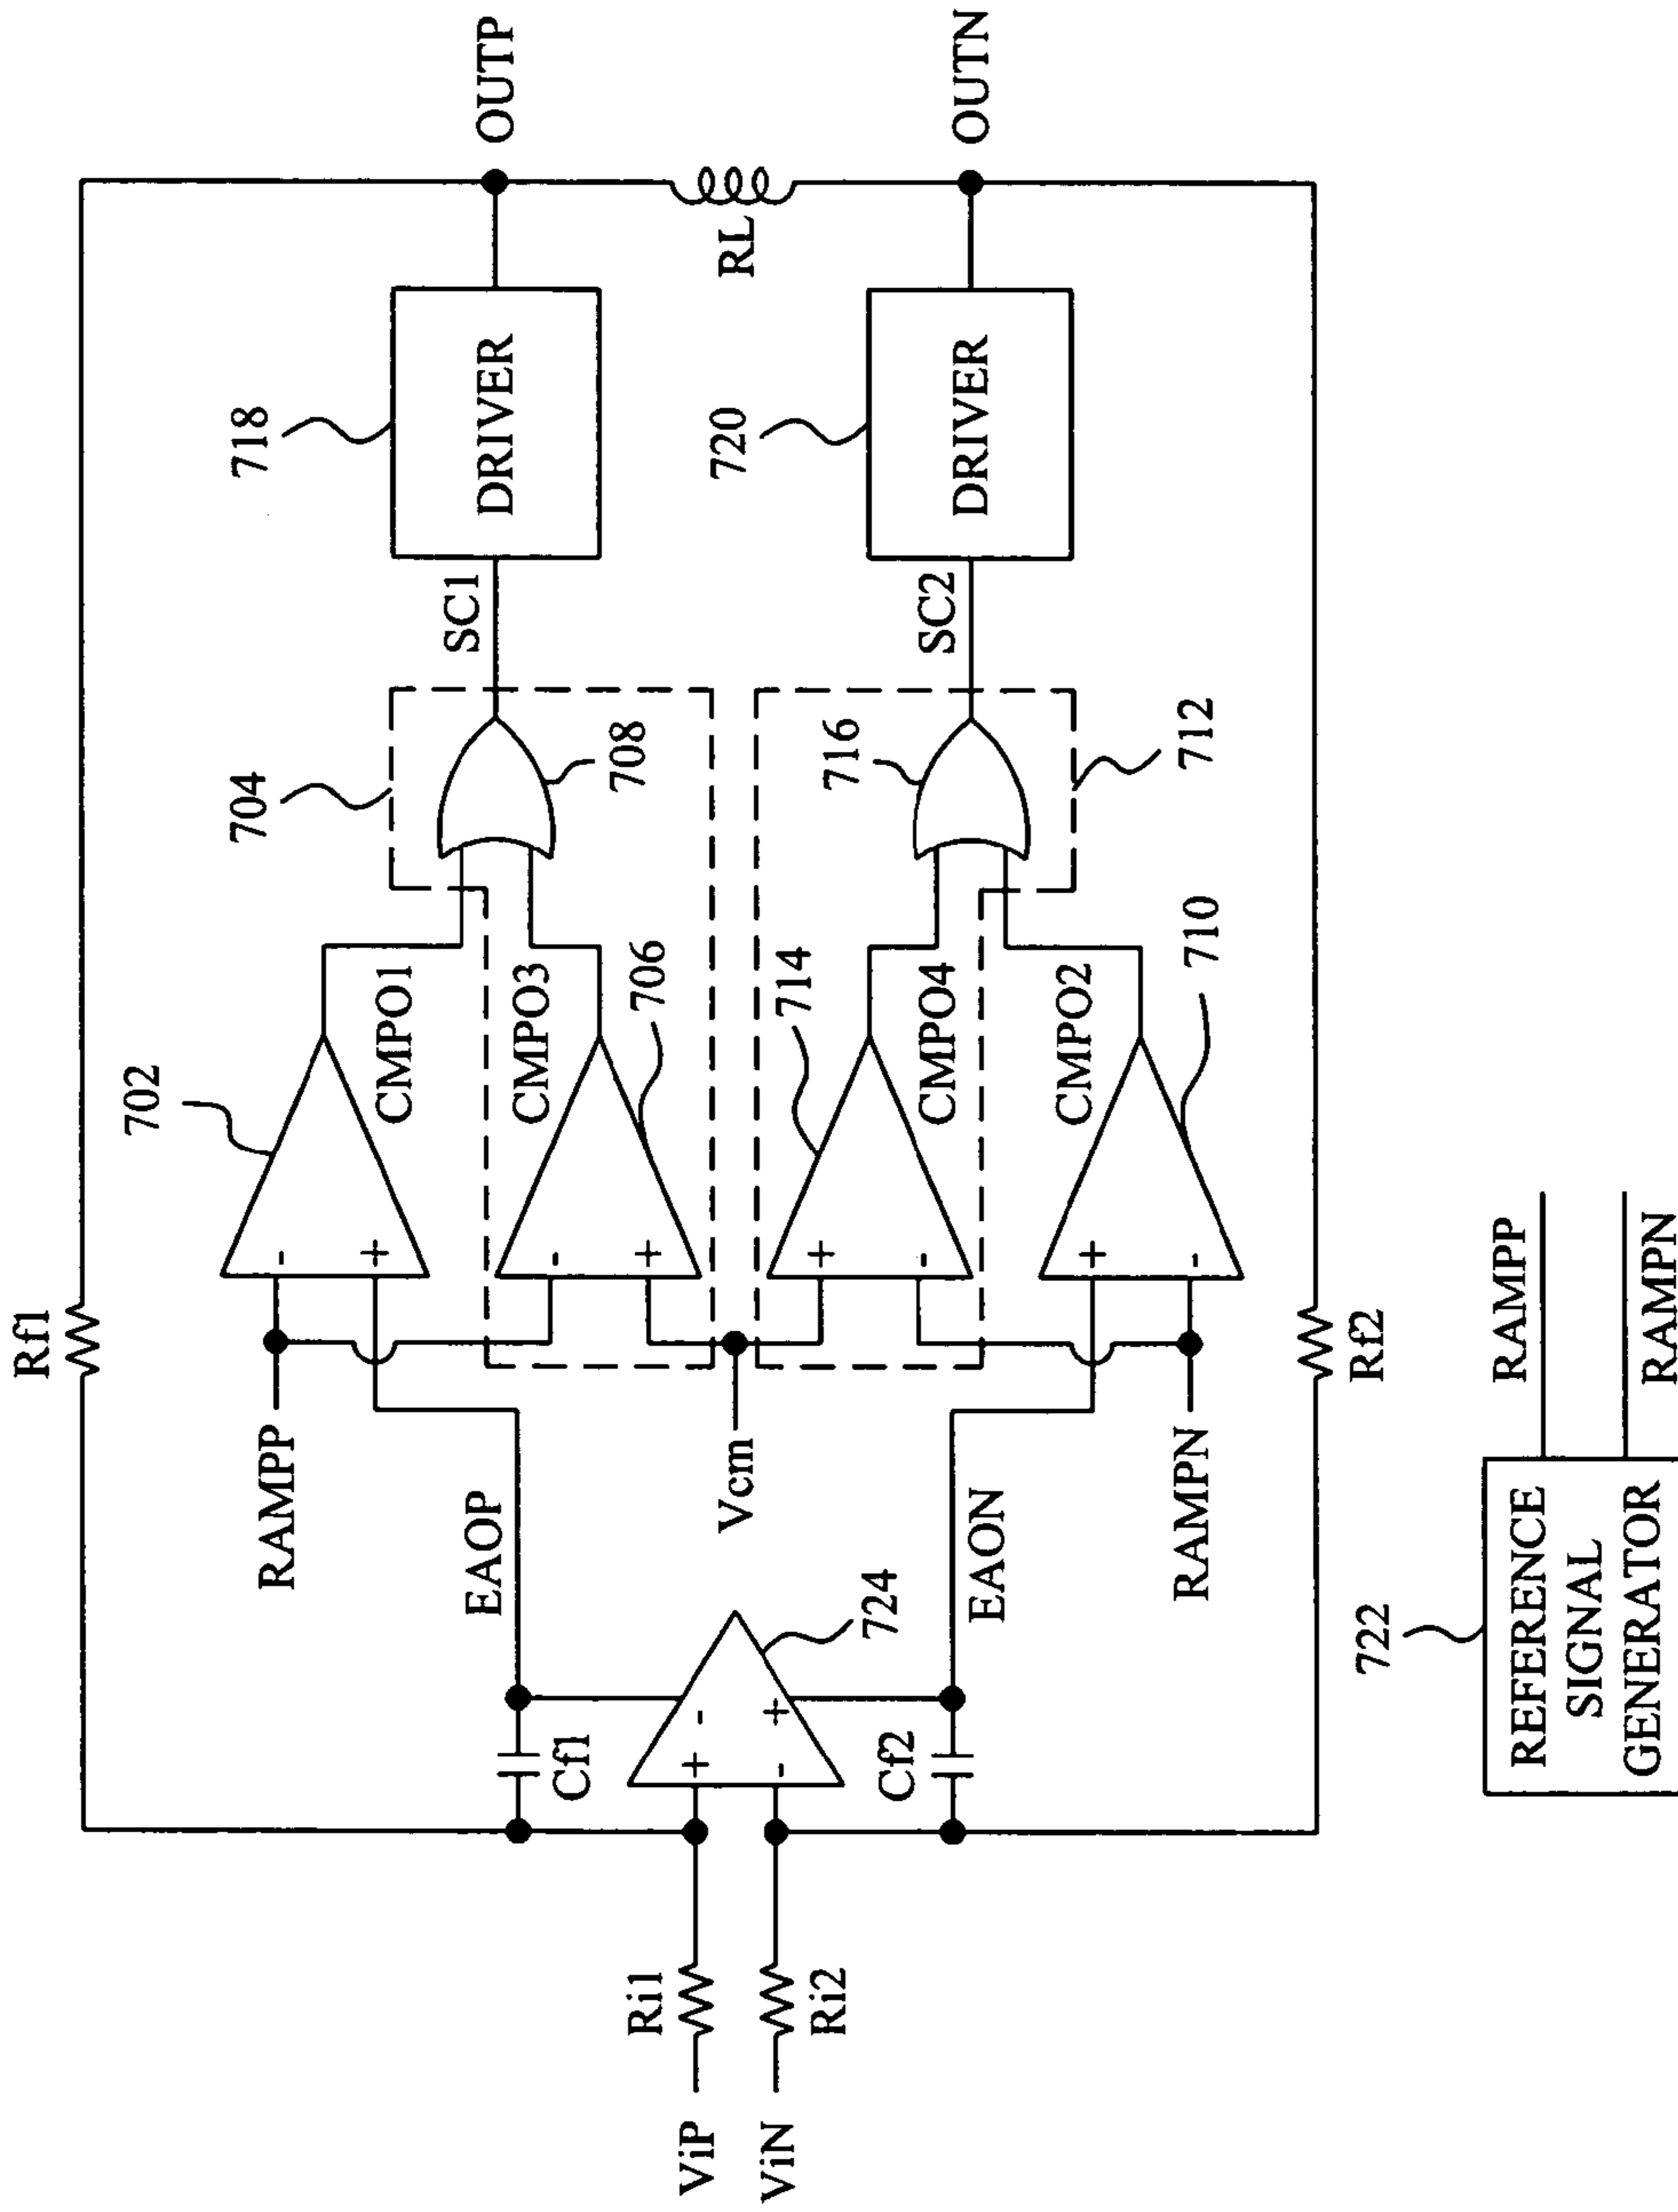 Rf1
OUTP
718
DRIVER
SC1
704
708
702
CMPO1
RAMPP
EAOP
CMPO3
706
RL
Cf1
Ri1
ViP
-
+
-
+
+
-
-
+
Vcm
724
ViN
Ri2
Cf2
EAON
RAMPN
+
-
+
-
714
CMPO4
CMPO2
710
716
712
SC2
720
DRIVER
OUTN
Rf2
722
REFERENCE
SIGNAL
GENERATOR
RAMPP
RAMPN